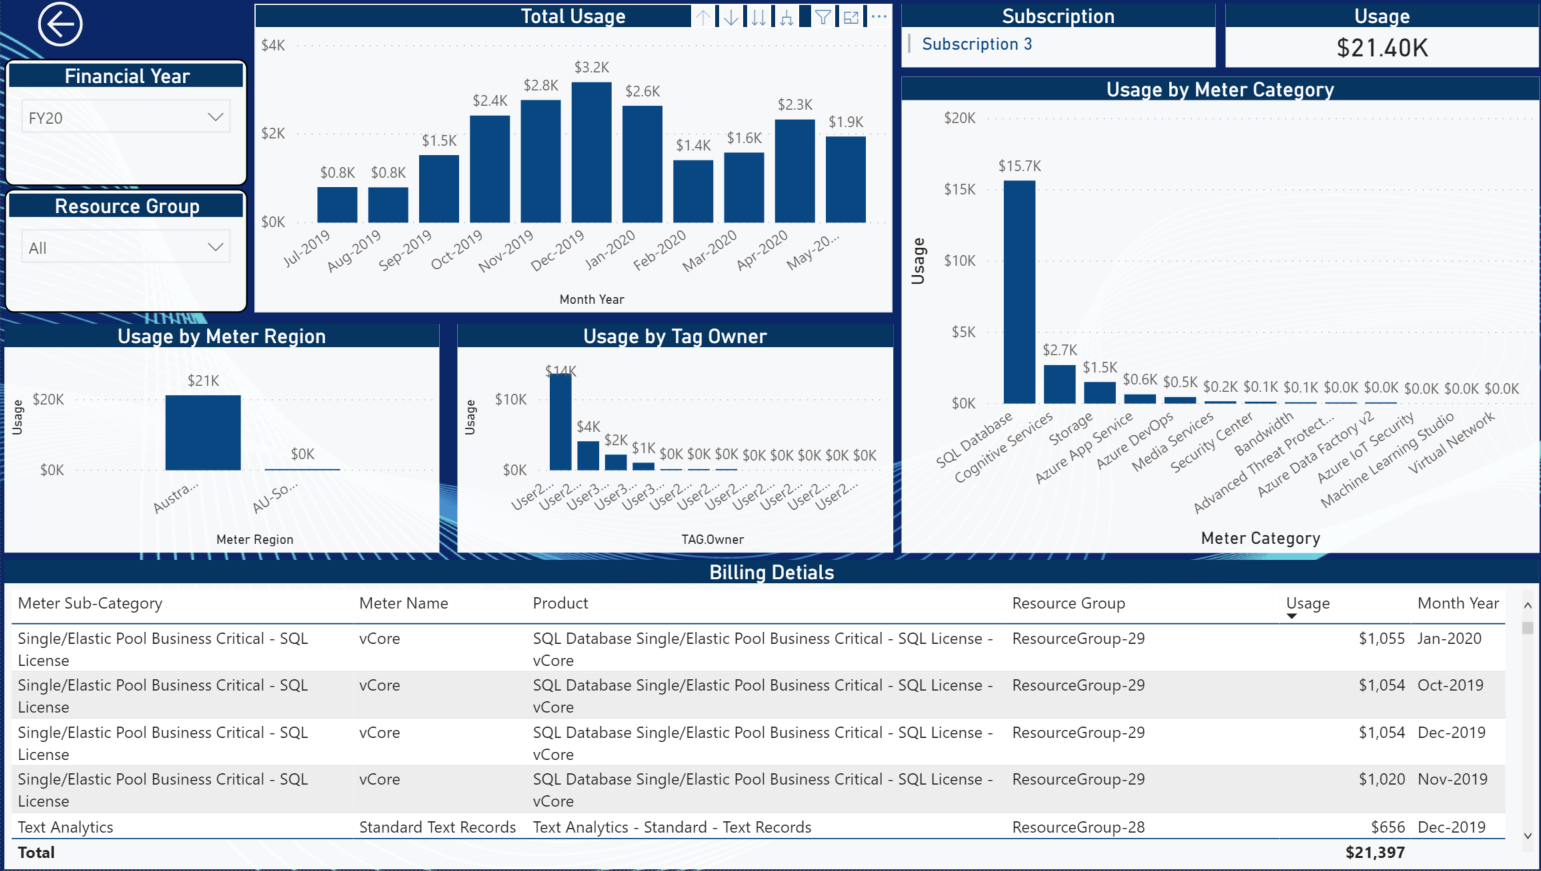 Total Usage
Subscription
Usage
Subscription 3
$21.40K
Financial Year
FY20
Resource Group
All
$4K
$2K
$0K
$0.8K
$0.8K
$1.5K
$2.4K
$2.8K
$3.2K
$2.6K
$1.4K
$1.6K
$2.3K
$1.9K
Jul-2019
Aug-2019
Sep-2019
Oct-2019
Nov-2019
Dec-2019
Jan-2020
Feb-2020
Mar-2020
Apr-2020
May-20...
Month Year
Usage by Meter Category
Usage
$20K
$15K
$10K
$5K
$0K
$15.7K
$2.7K
$1.5K
$0.6K
$0.5K
$0.2K
$0.1K
$0.1K
$0.0K
$0.0K
$0.0K
$0.0K
$0.0K
SQL Database
Cognitive Services
Storage
Azure App Service
Azure DevOps
Media Services
Security Center
Bandwidth
Advanced Threat Protect...
Azure Data Factory v2
Azure IoT Security
Machine Learning Studio
Virtual Network
Meter Category
Usage by Meter Region
Usage
$20K
$0K
$21K
$0K
Austra...
AU-So...
Meter Region
Usage by Tag Owner
Usage
$10K
$0K
$14K
$4K
$2K
$1K
$0K
$0K
$0K
$0K
$0K
$0K
$0K
$0K
User2...
User2...
User3...
User3...
User3...
User2...
User2...
User2...
User2...
User2...
User2...
User2...
TAG.Owner
Billing Detials
Meter Sub-Category Meter Name Product Resource Group Usage Month Year
Single/Elastic Pool Business Critical - SQL vCore SQL Database Single/Elastic Pool Business Critical - SQL License - ResourceGroup-29 $1,055 Jan-2020
License vCore
Single/Elastic Pool Business Critical - SQL vCore SQL Database Single/Elastic Pool Business Critical - SQL License - ResourceGroup-29 $1,054 Oct-2019
License vCore
Single/Elastic Pool Business Critical - SQL vCore SQL Database Single/Elastic Pool Business Critical - SQL License - ResourceGroup-29 $1,054 Dec-2019
License vCore
Single/Elastic Pool Business Critical - SQL vCore SQL Database Single/Elastic Pool Business Critical - SQL License - ResourceGroup-29 $1,020 Nov-2019
License vCore
Text Analytics Standard Text Records Text Analytics - Standard - Text Records ResourceGroup-28 $656 Dec-2019
Total $21,397